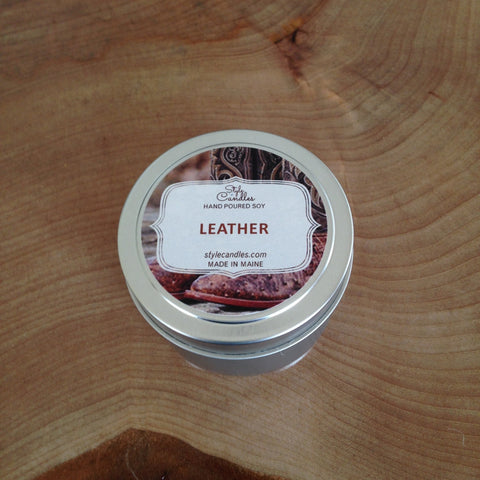 Style
Candles
HAND POURED SOY
LEATHER
stylecandles.com
MADE IN MAINE